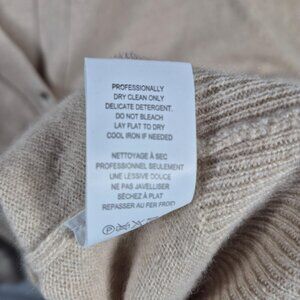 PROFESSIONALLY
DRY CLEAN ONLY
DELICATE DETERGENT.
DO NOT BLEACH
LAY FLAT TO DRY
COOL IRON IF NEEDED
NETTOYAGE À SEC
PROFESSIONNEL SEULEMENT
UNE LESSIVE DOUCE
NE PAS JAVELLISER
SÉCHEZ À PLAT
REPASSER AU FER FROID